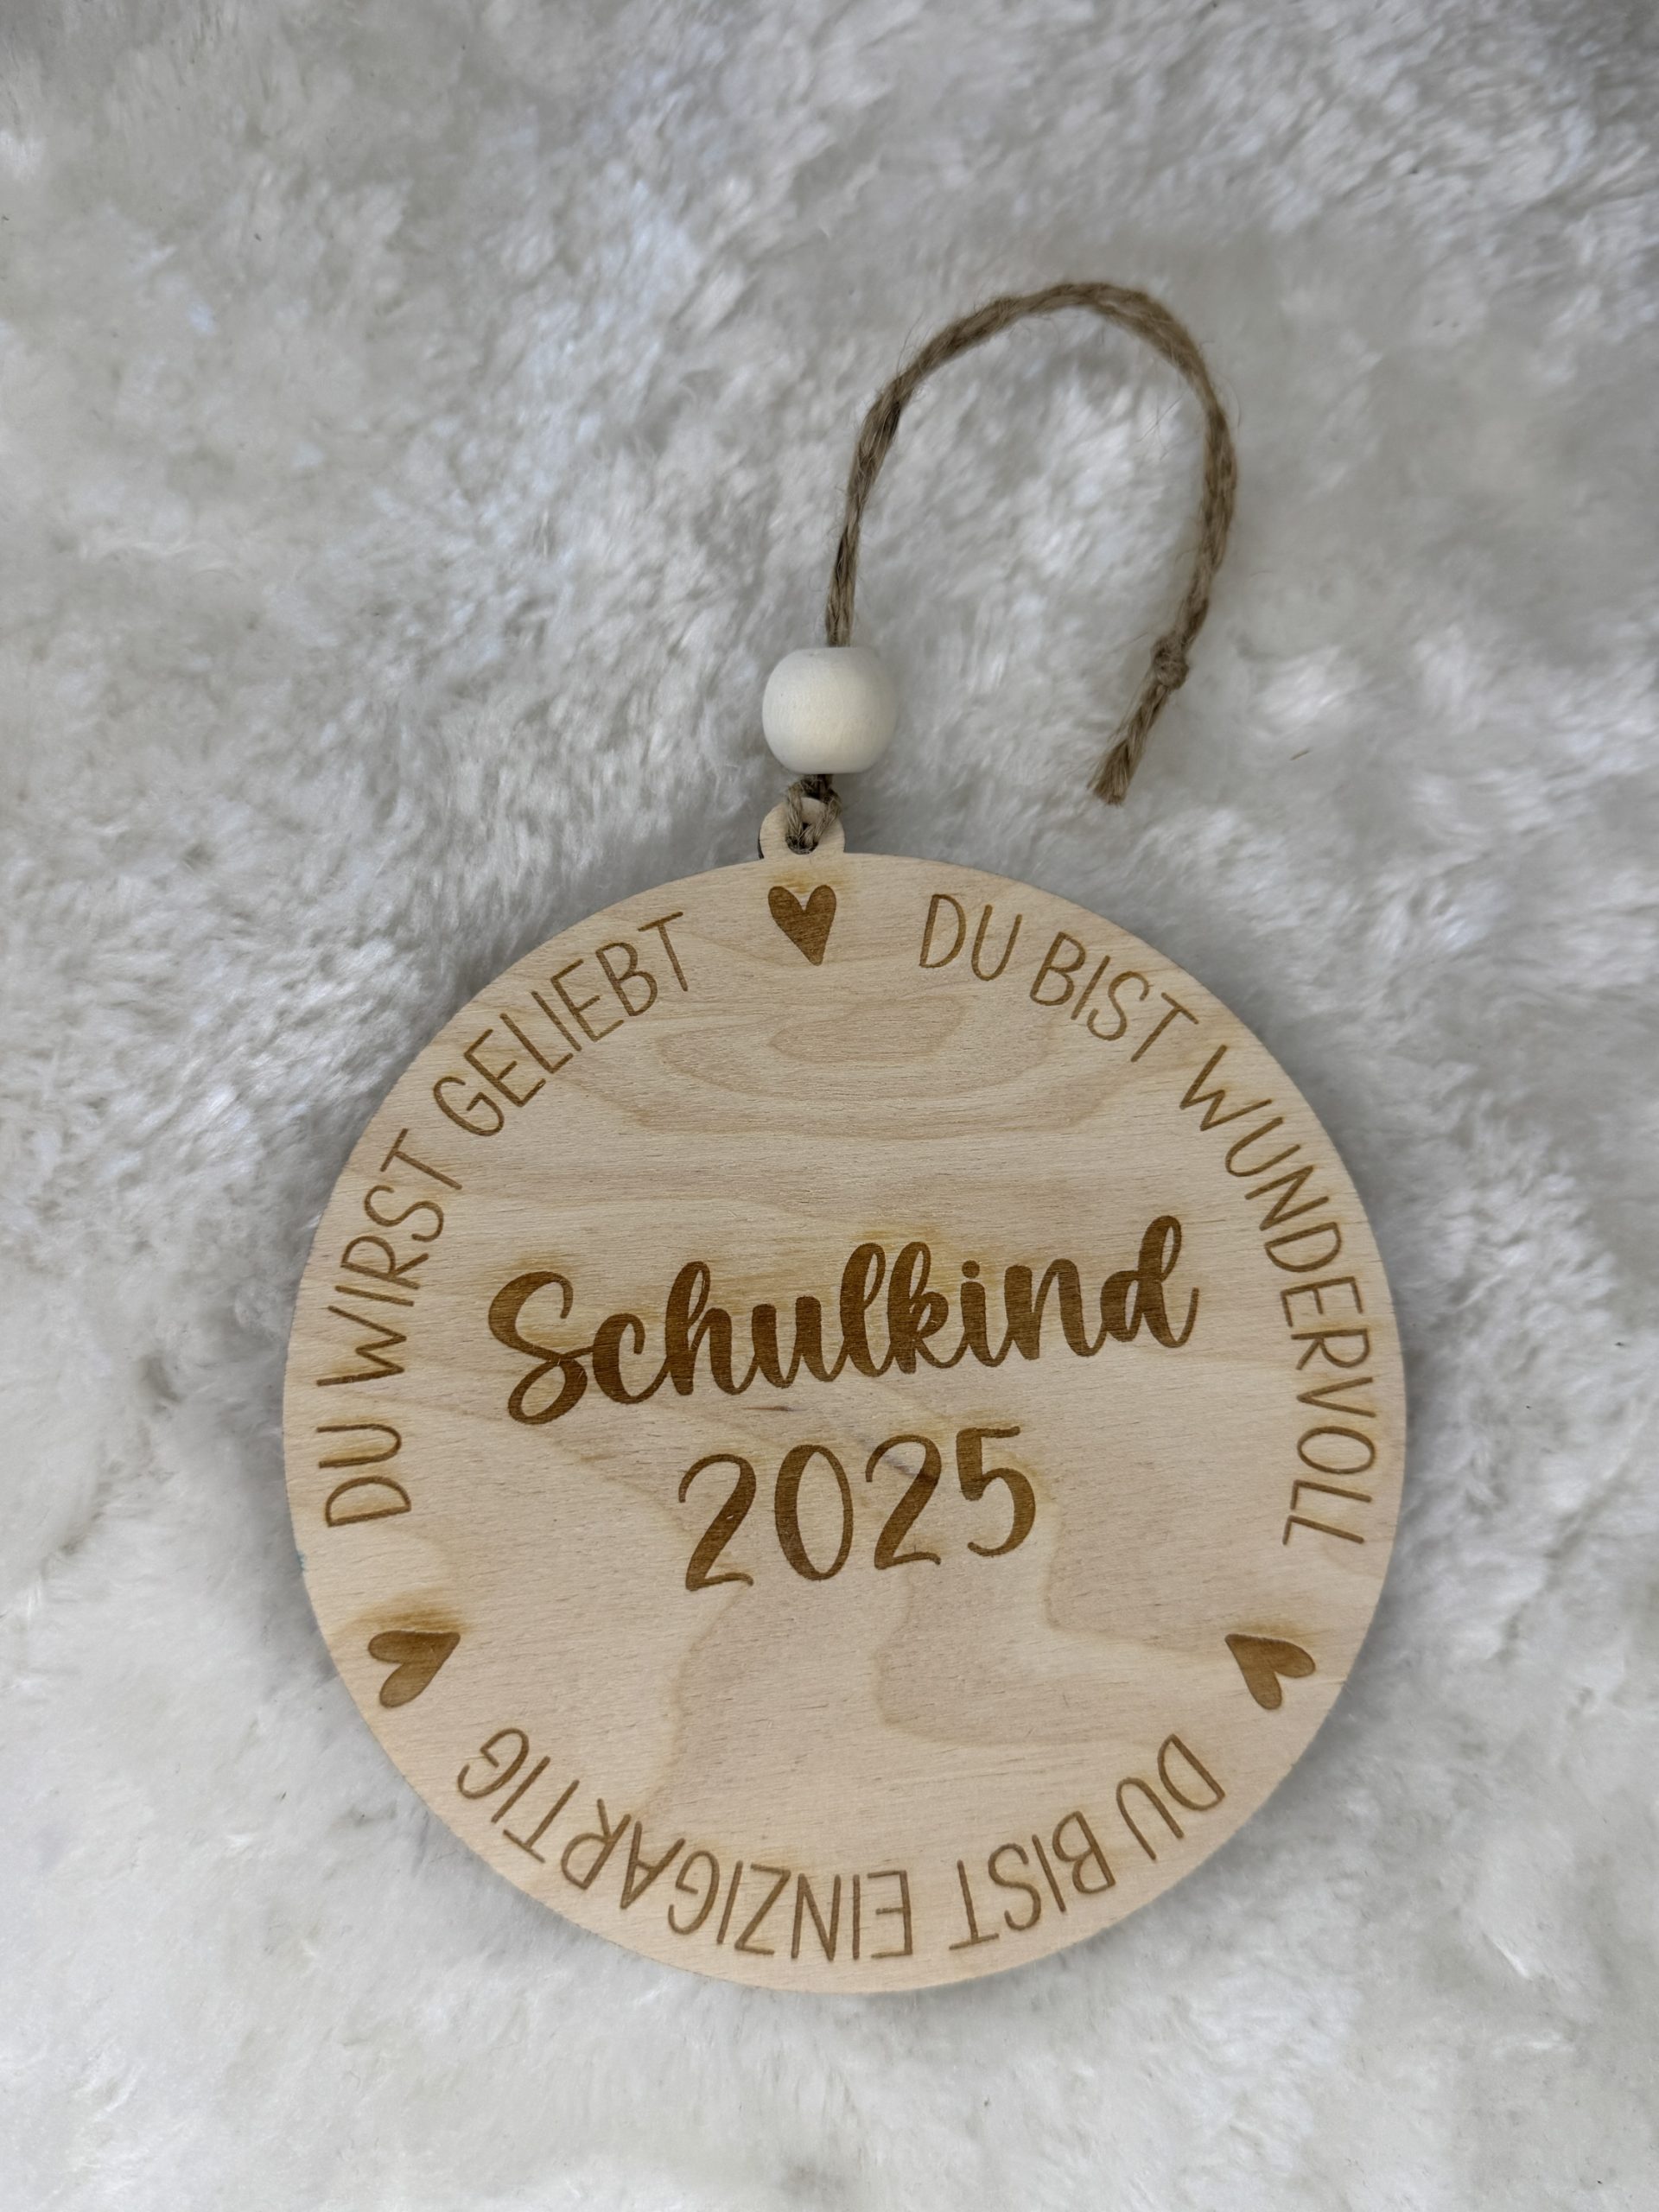 DU WIRST GELIEBT
DU BIST WUNDERVOLL
DU BIST EINZIGARTIG
Schulkind
2025